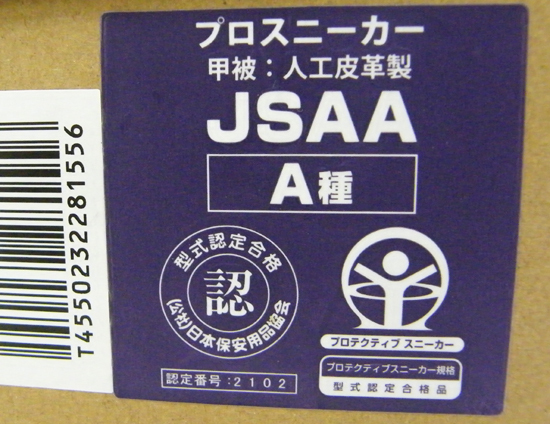 プロスニーカー
甲被：人工皮革製
JSAA
A種
型式認定合格
認
(公社)日本保安用品協会
認定番号：2102
プロテクティブ スニーカー
プロテクティブスニーカー規格
型式認定合格品
T4550232281556